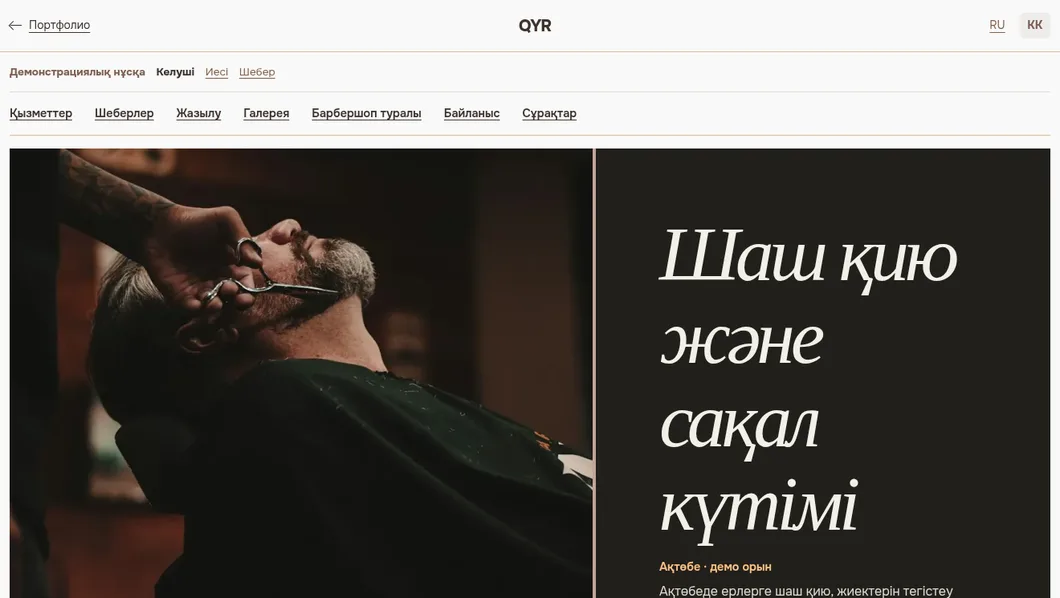 ← Портфолио
QYR
RU
KK
Демонстрациялық нұсқа Келуші Иесі Шебер
Қызметтер Шеберлер Жазылу Галерея Барбершоп туралы Байланыс Сұрақтар
Шаш қию
және
сақал
күтімі
Ақтөбе · демо орын
Ақтөбеде ерлерге шаш қию, жиектерін тегістеу